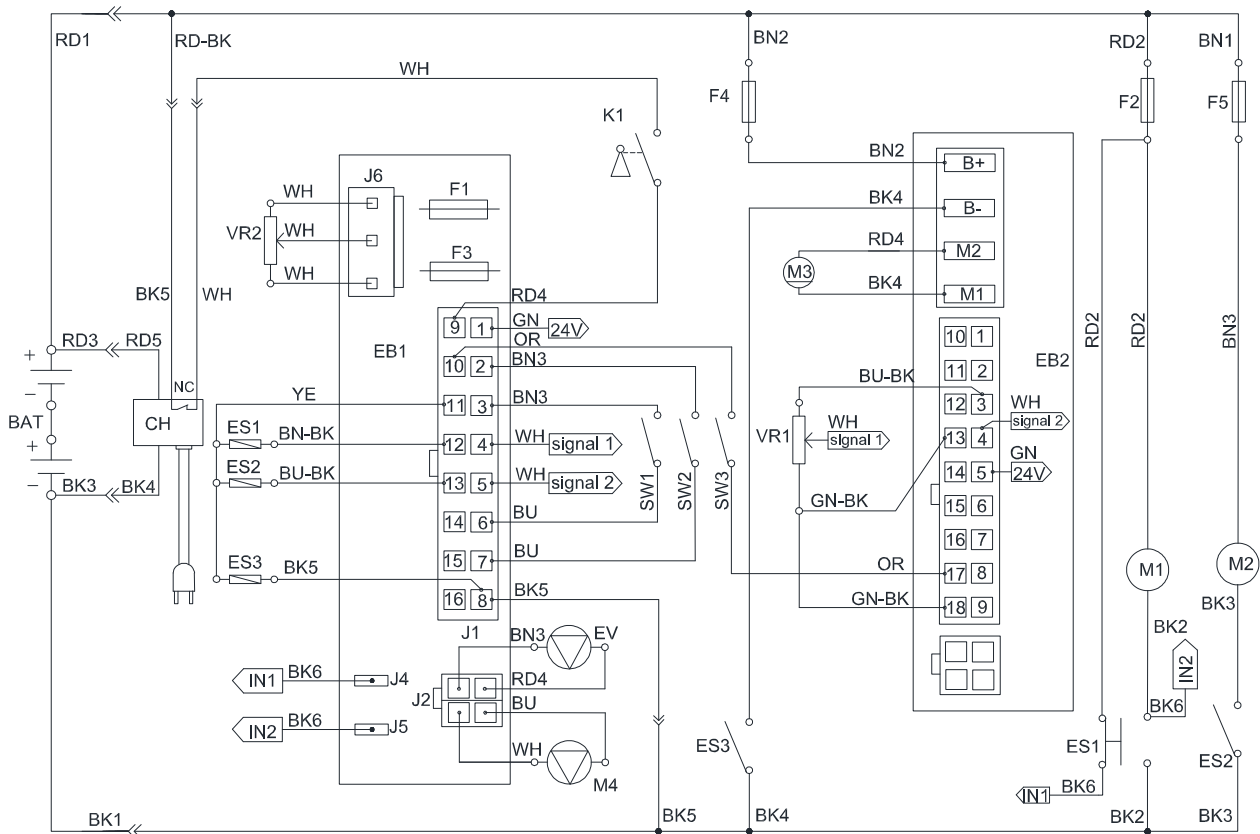 RD1
RD-BK
BN2
RD2
BN1
WH
F4
F2
F5
K1
J6
F1
BN2
B+
WH
VR2
WH
BK4
B-
RD4
M2
F3
WH
M3
BK4
M1
BK5
WH
RD4
RD2
RD2
BN3
9
1
GN
24V
OR
10
1
RD3
RD5
EB1
10
2
BN3
11
2
EB2
+
−
NC
BU-BK
BAT
CH
YE
11
3
BN3
12
3
WH
signal 2
ES1
BN-BK
12
4
WH
signal 1
VR1
WH
signal 1
13
4
+
−
GN
24V
ES2
BU-BK
13
5
WH
signal 2
14
5
BK3
BK4
SW1
SW2
SW3
GN-BK
15
6
14
6
BU
16
7
ES3
BK5
15
7
BU
OR
17
8
M1
M2
16
8
BK5
GN-BK
18
9
BK3
J1
BN3
EV
BK2
IN1
BK6
J4
RD4
IN2
J2
BU
BK6
IN2
BK6
J5
WH
M4
ES3
ES1
ES2
IN1
BK6
BK1
BK5
BK4
BK2
BK3